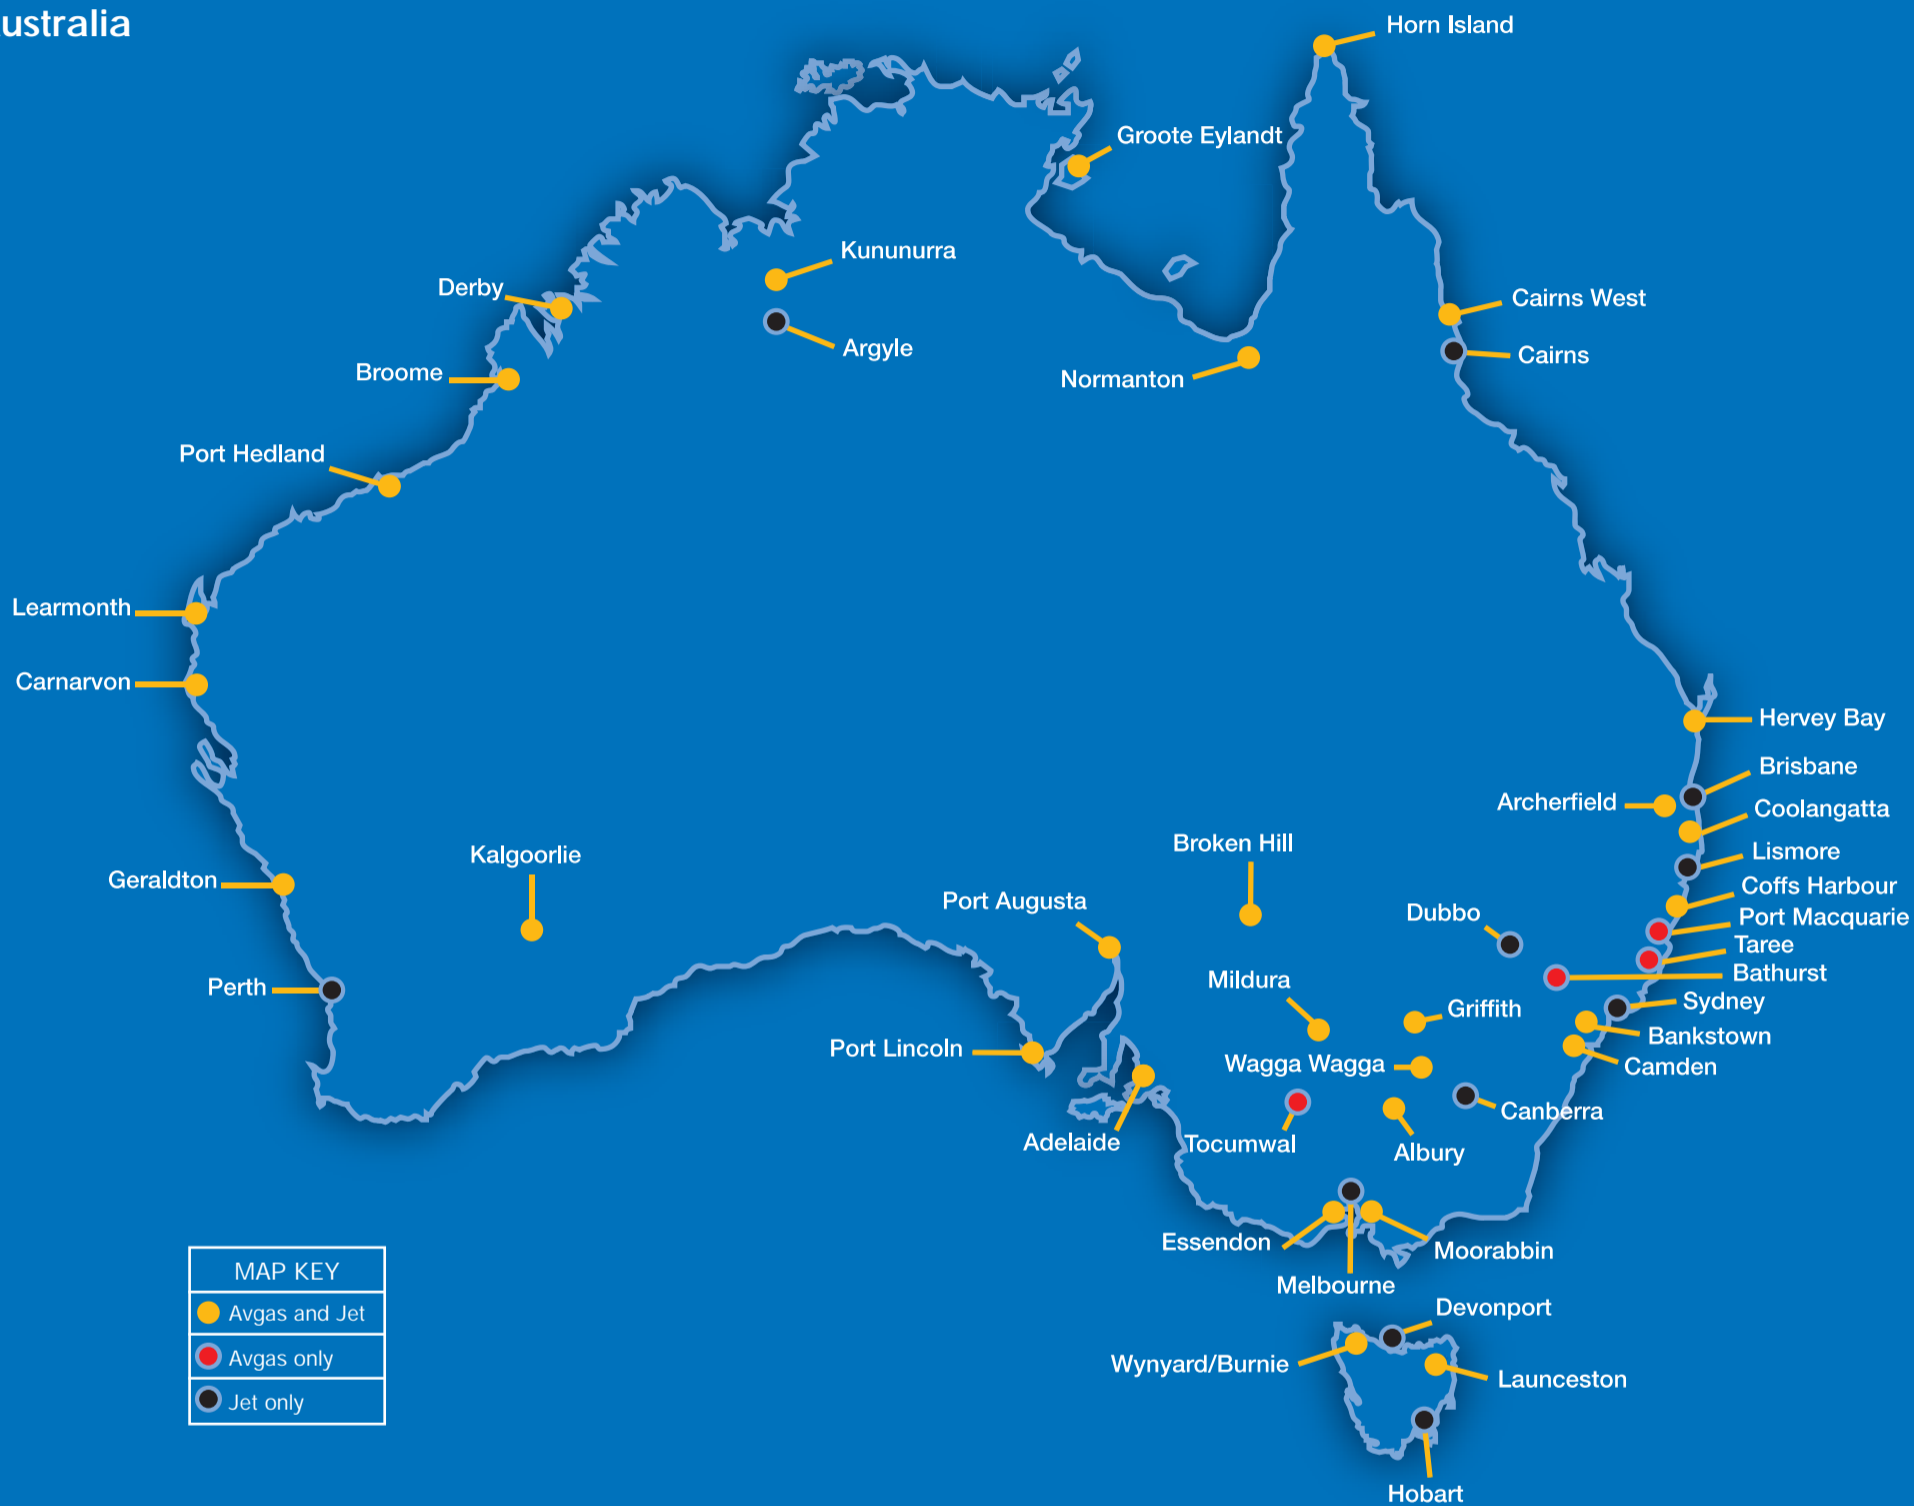 ustralia
Horn Island
Groote Eylandt
Kununurra
Derby
Cairns West
Argyle
Cairns
Broome
Normanton
Port Hedland
Learmonth
Carnarvon
Hervey Bay
Brisbane
Archerfield
Coolangatta
Broken Hill
Lismore
Kalgoorlie
Geraldton
Coffs Harbour
Port Augusta
Dubbo
Port Macquarie
Taree
Bathurst
Mildura
Perth
Sydney
Griffith
Bankstown
Port Lincoln
Wagga Wagga
Camden
Canberra
Adelaide
Tocumwal
Albury
Essendon
Moorabbin
MAP KEY
Melbourne
Devonport
Avgas and Jet
Avgas only
Wynyard/Burnie
Launceston
Jet only
Hobart